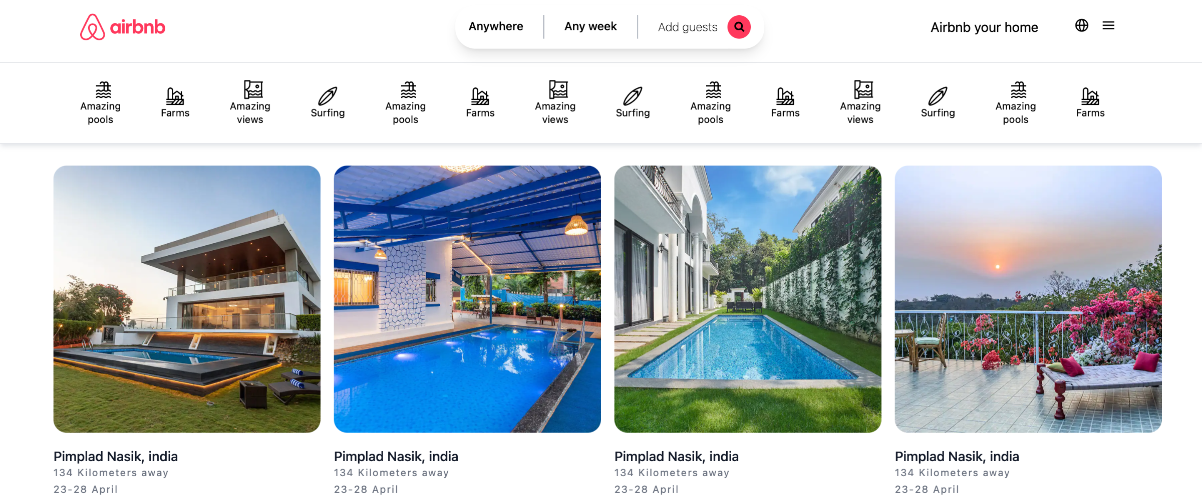 airbnb
Anywhere Any week Add guests
Airbnb your home
Amazing pools
Farms
Amazing views
Surfing
Amazing pools
Farms
Amazing views
Surfing
Amazing pools
Farms
Amazing views
Surfing
Amazing pools
Farms
Pimplad Nasik, india
134 Kilometers away
23-28 April
Pimplad Nasik, india
134 Kilometers away
23-28 April
Pimplad Nasik, india
134 Kilometers away
23-28 April
Pimplad Nasik, india
134 Kilometers away
23-28 April